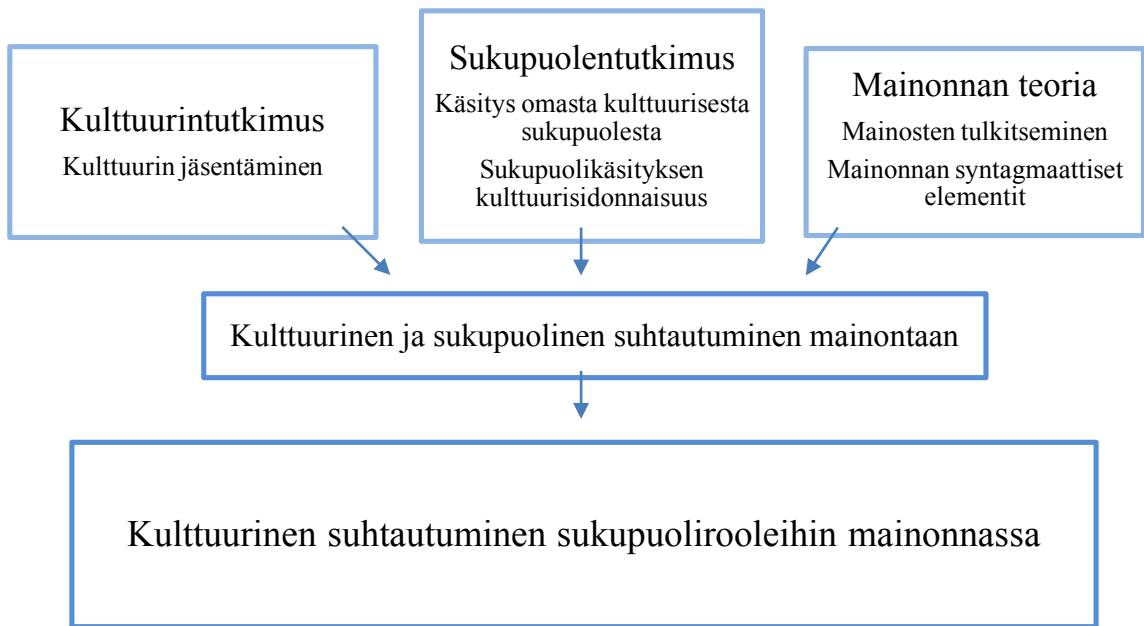 Kulttuurintutkimus
Kulttuurin jäsentäminen
Sukupuolentutkimus
Käsitys omasta kulttuurisesta
sukupuolesta
Sukupuolikäsityksen
kulttuurisidonnaisuus
Mainonnan teoria
Mainosten tulkitseminen
Mainonnan syntagmaattiset
elementit
Kulttuurinen ja sukupuolinen suhtautuminen mainontaan
Kulttuurinen suhtautuminen sukupuolirooleihin mainonnassa